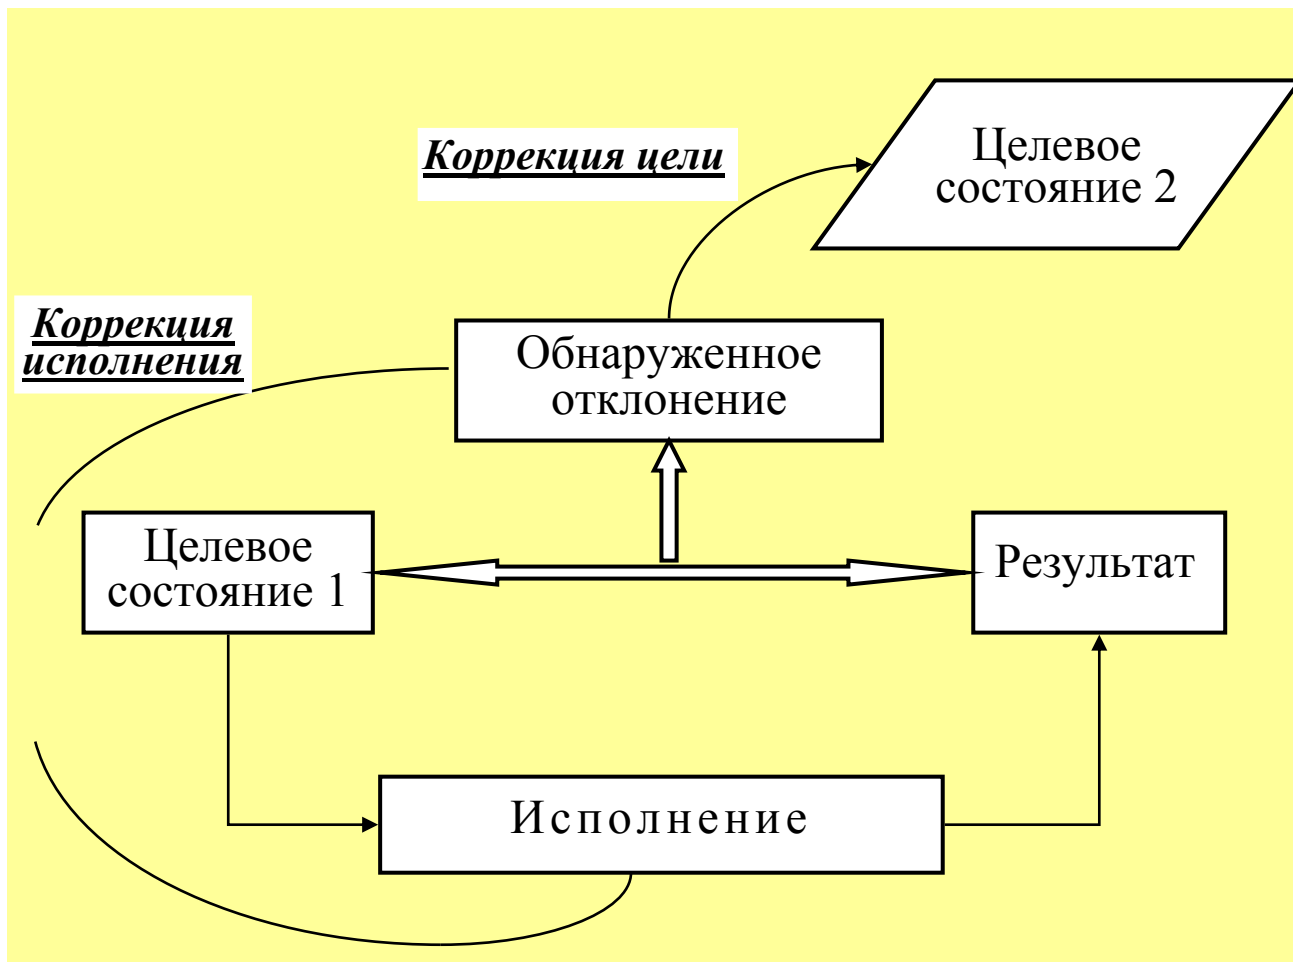 Коррекция цели
Целевое
состояние 2
Коррекция
исполнения
Обнаруженное
отклонение
Целевое
состояние 1
Результат
Исполнение